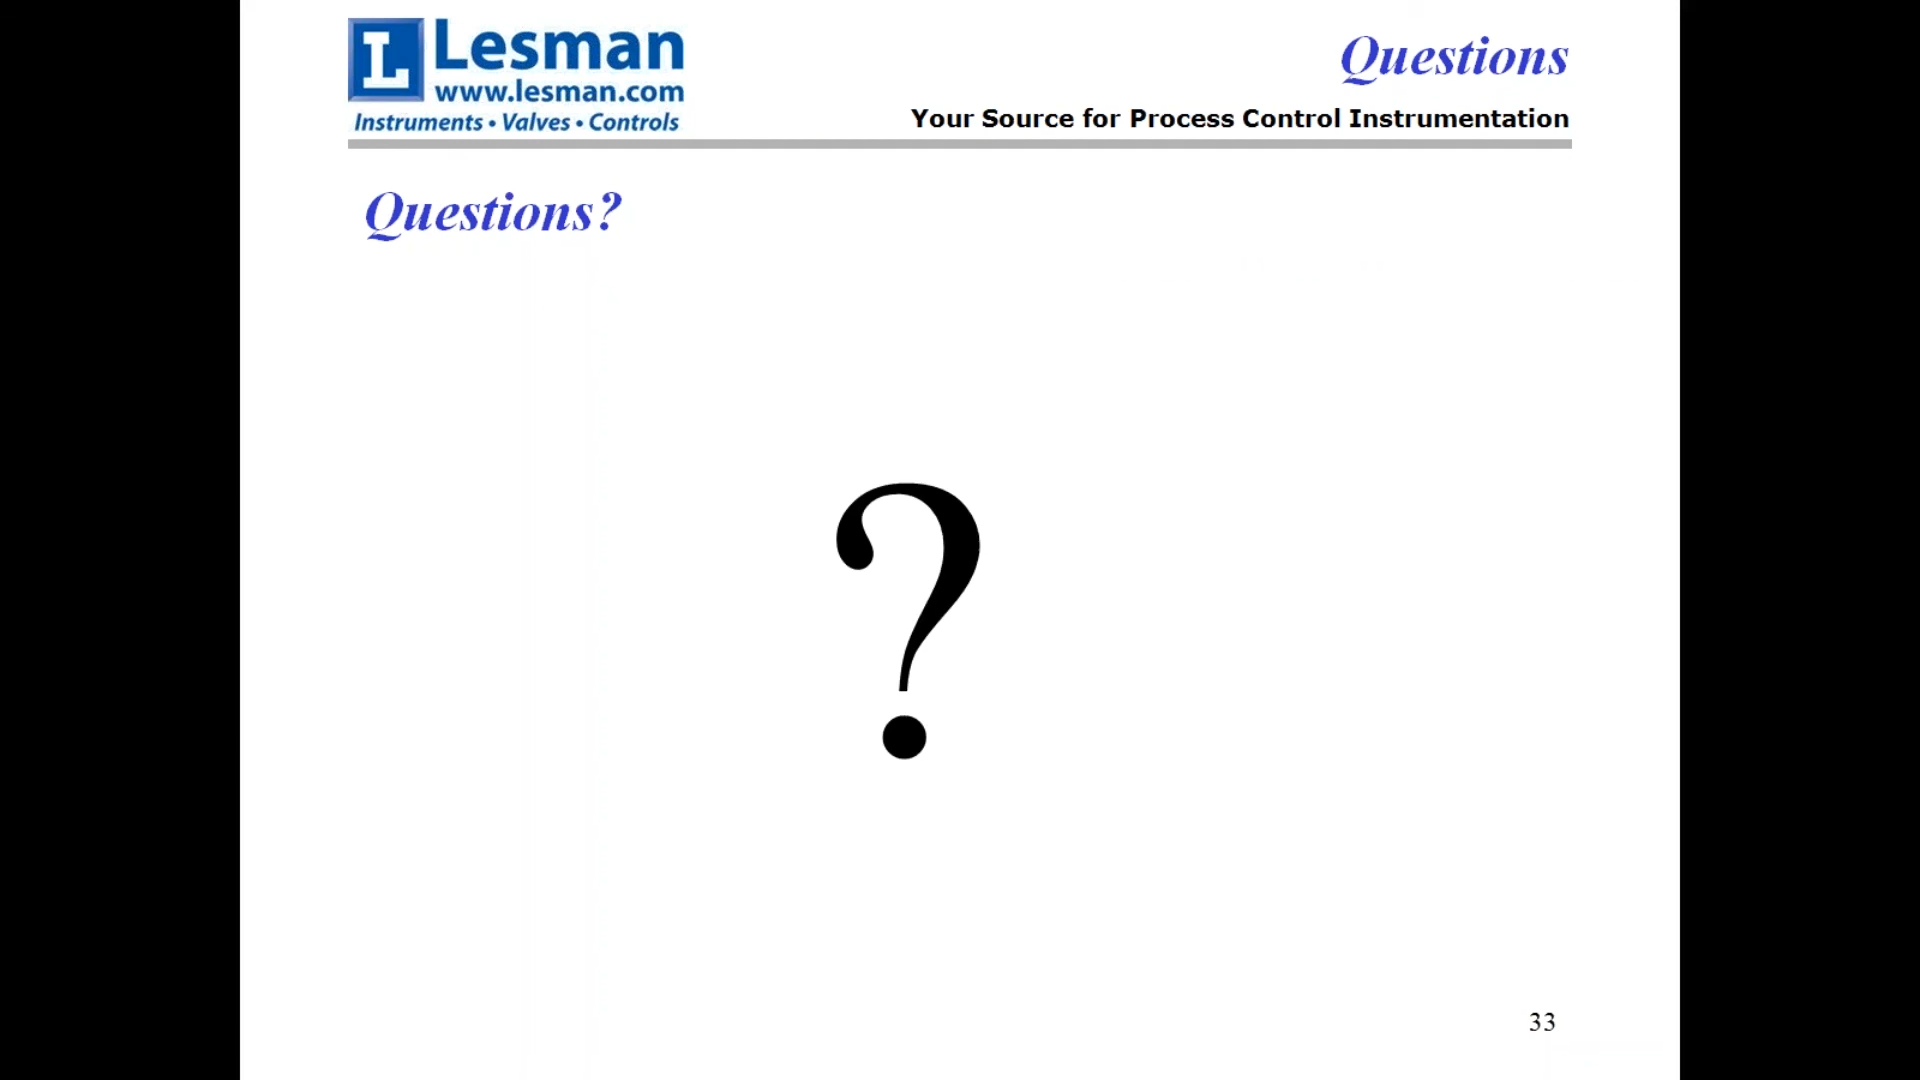 L Lesman
www.lesman.com
Instruments • Valves • Controls
Questions
Your Source for Process Control Instrumentation
Questions?
?
33